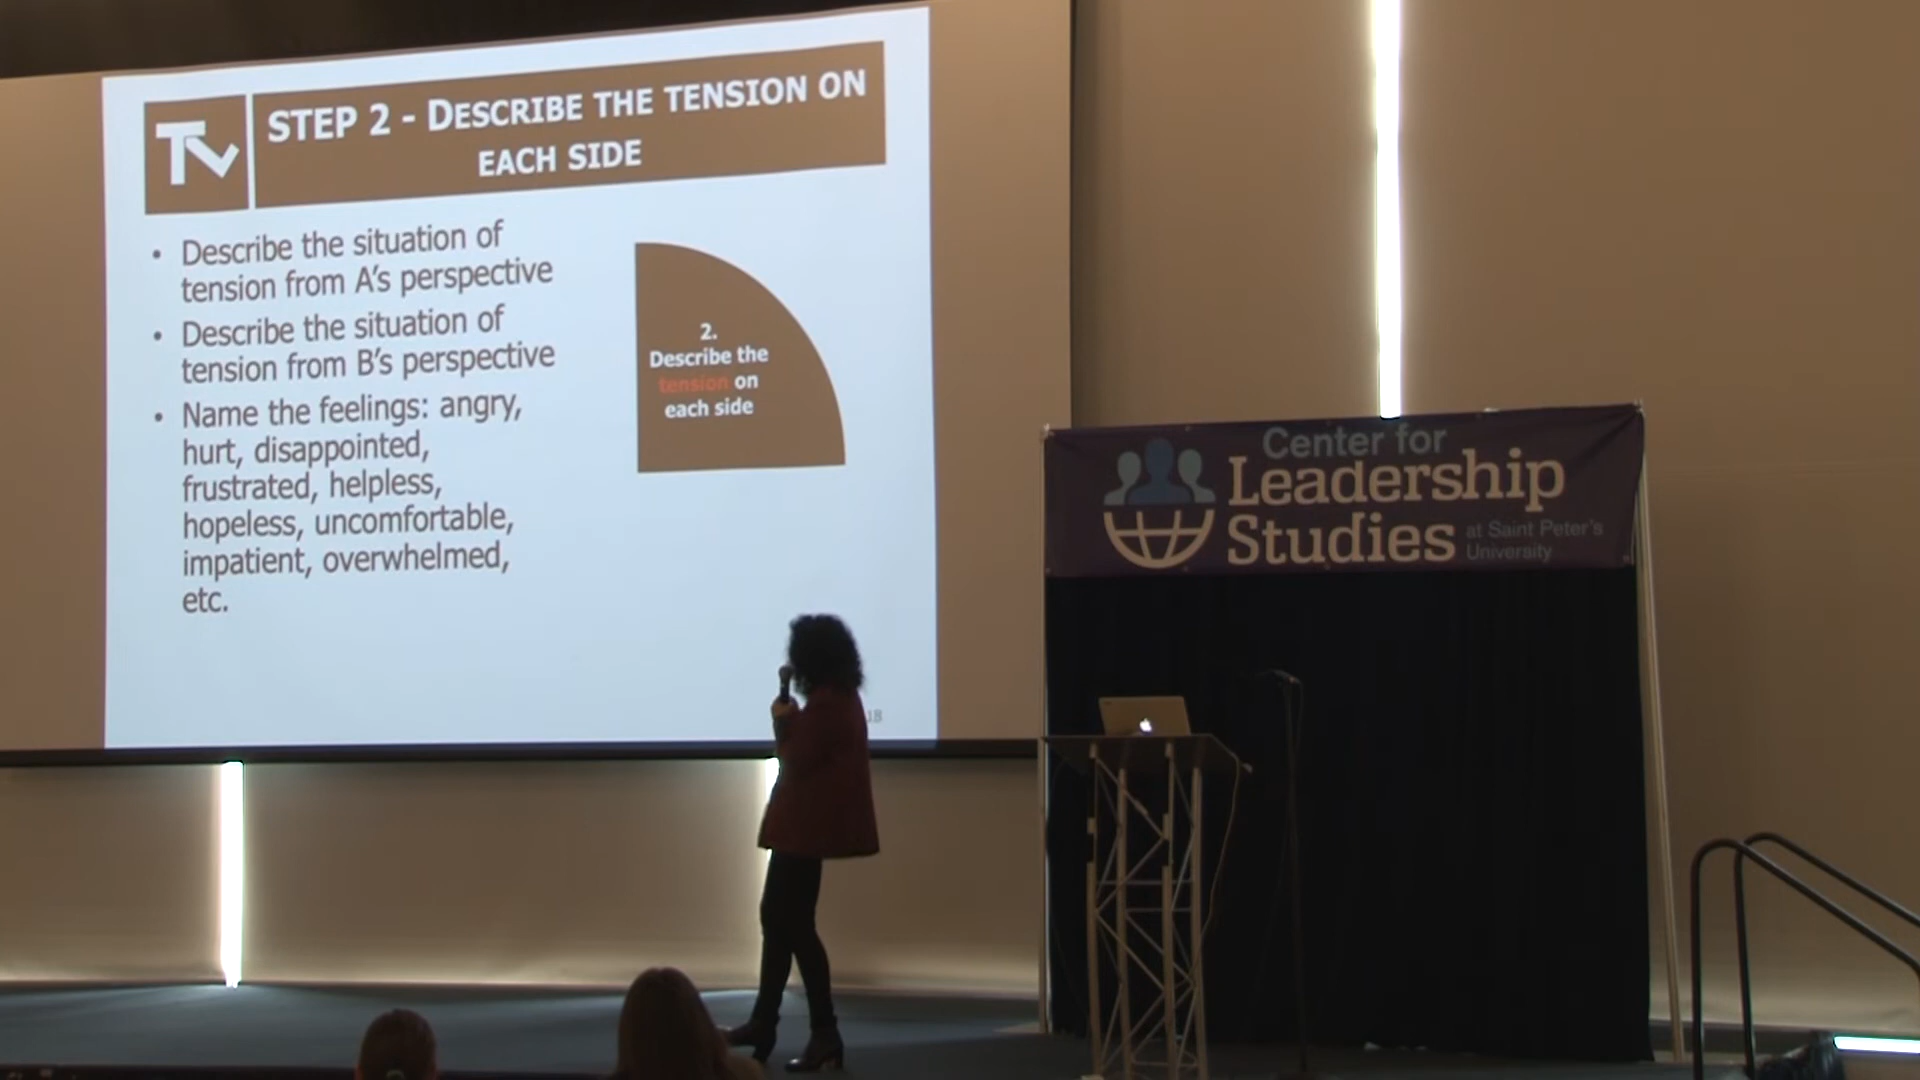 TV
STEP 2 - DESCRIBE THE TENSION ON
EACH SIDE
• Describe the situation of
tension from A's perspective
• Describe the situation of
tension from B's perspective
• Name the feelings: angry,
hurt, disappointed,
frustrated, helpless,
hopeless, uncomfortable,
impatient, overwhelmed,
etc.
2.
Describe the
tension on
each side
18
Center for
Leadership
Studies
at Saint Peter's
University